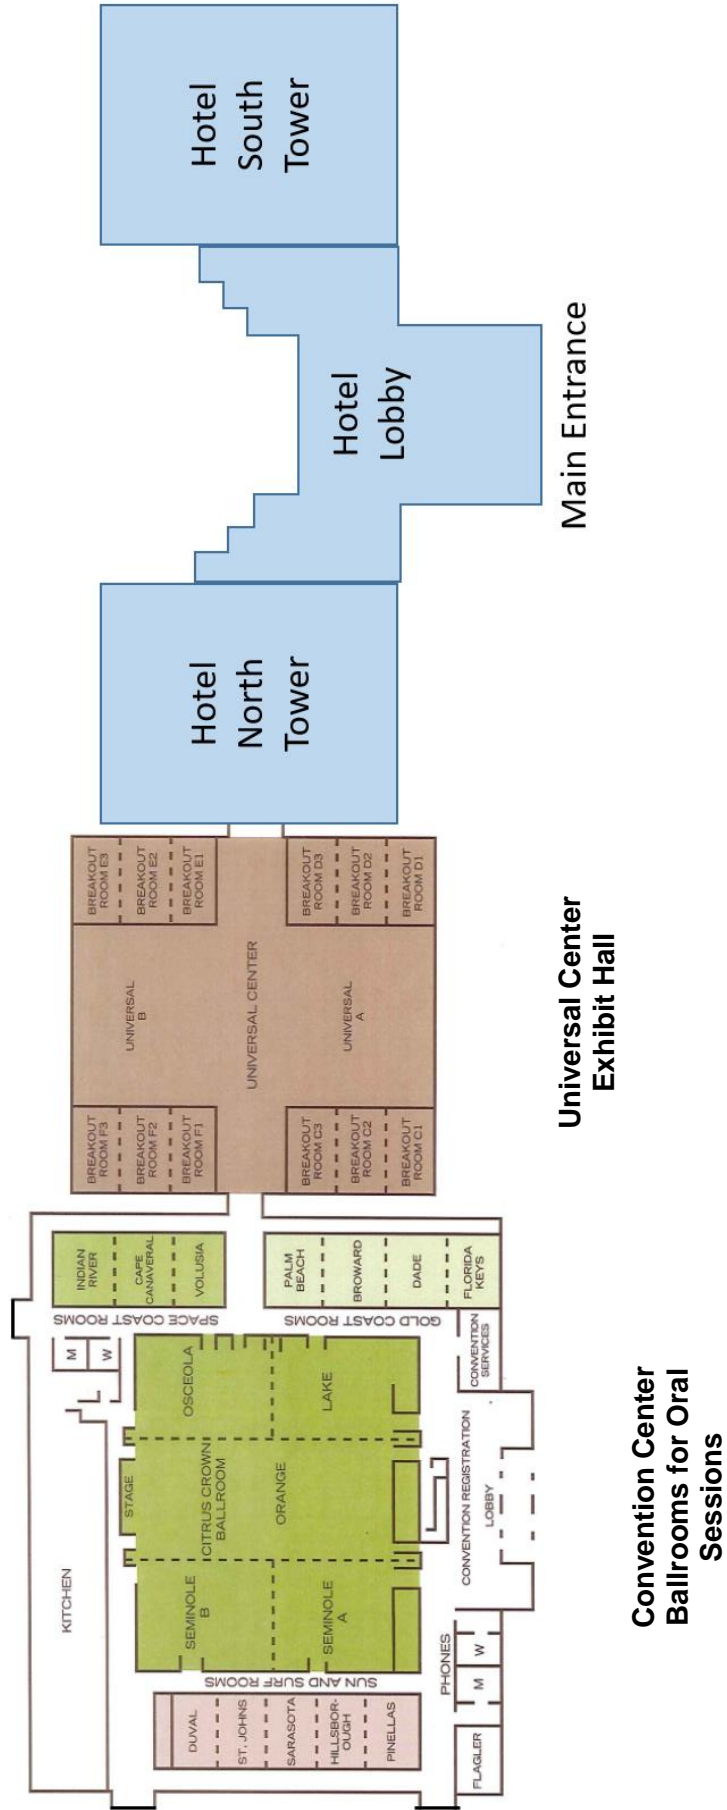 Hotel
South
Tower
Hotel
Lobby
Main Entrance
Hotel
North
Tower
BREAKOUT
ROOM E3
BREAKOUT
ROOM E2
BREAKOUT
ROOM E1
BREAKOUT
ROOM D3
BREAKOUT
ROOM D2
BREAKOUT
ROOM D1
UNIVERSAL
B
UNIVERSAL CENTER
UNIVERSAL
A
BREAKOUT
ROOM F3
BREAKOUT
ROOM F2
BREAKOUT
ROOM F1
BREAKOUT
ROOM C3
BREAKOUT
ROOM C2
BREAKOUT
ROOM C1
Universal Center
Exhibit Hall
INDIAN
RIVER
CAPE
CANAVERAL
VOLUSIA
PALM
BEACH
BROWARD
DADE
FLORIDA
KEYS
SPACE COAST ROOMS
GOLD COAST ROOMS
M
W
CONVENTION
SERVICES
OSCEOLA
LAKE
STAGE
CITRUS CROWN
BALLROOM
ORANGE
CONVENTION REGISTRATION
LOBBY
KITCHEN
SEMINOLE
B
SEMINOLE
A
SUN AND SURF ROOMS
PHONES
W
M
DUVAL
ST. JOHNS
SARASOTA
HILLSBOR-
OUGH
PINELLAS
FLAGLER
Convention Center
Ballrooms for Oral
Sessions